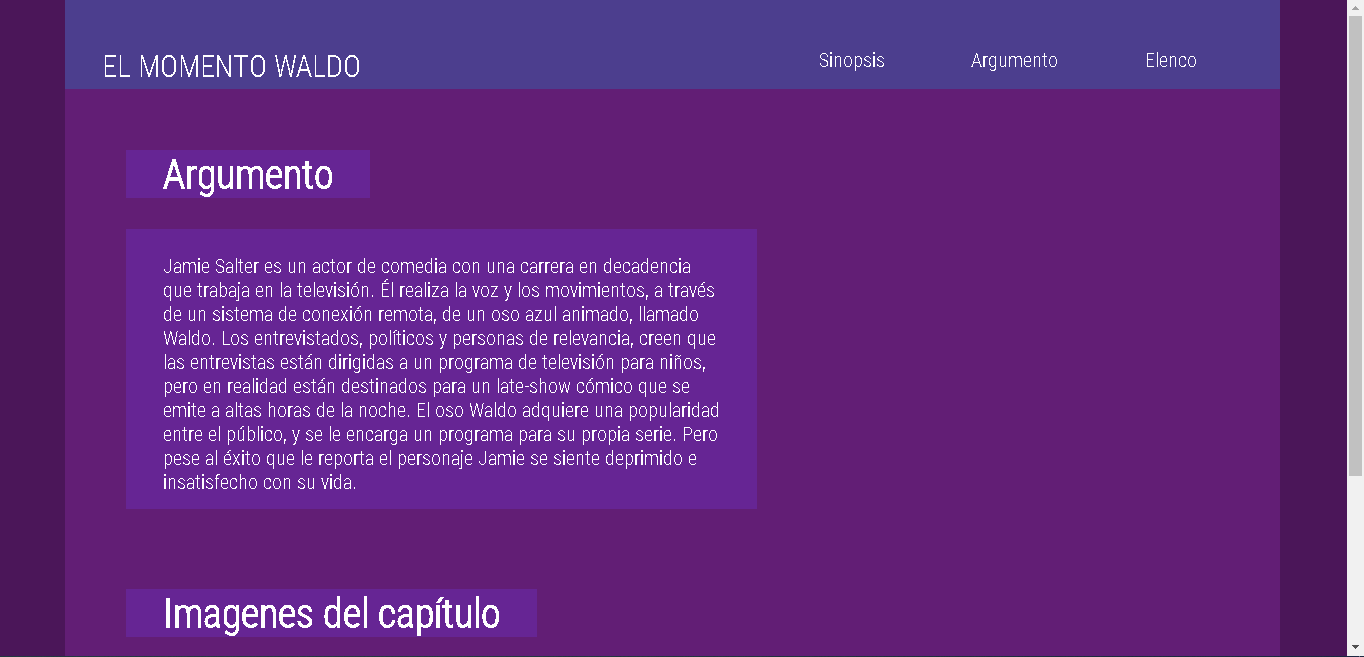 EL MOMENTO WALDO
Sinopsis
Argumento
Elenco
Argumento
Jamie Salter es un actor de comedia con una carrera en decadencia
que trabaja en la televisión. Él realiza la voz y los movimientos, a través
de un sistema de conexión remota, de un oso azul animado, llamado
Waldo. Los entrevistados, políticos y personas de relevancia, creen que
las entrevistas están dirigidas a un programa de televisión para niños,
pero en realidad están destinados para un late-show cómico que se
emite a altas horas de la noche. El oso Waldo adquiere una popularidad
entre el público, y se le encarga un programa para su propia serie. Pero
pese al éxito que le reporta el personaje Jamie se siente deprimido e
insatisfecho con su vida.
Imagenes del capítulo